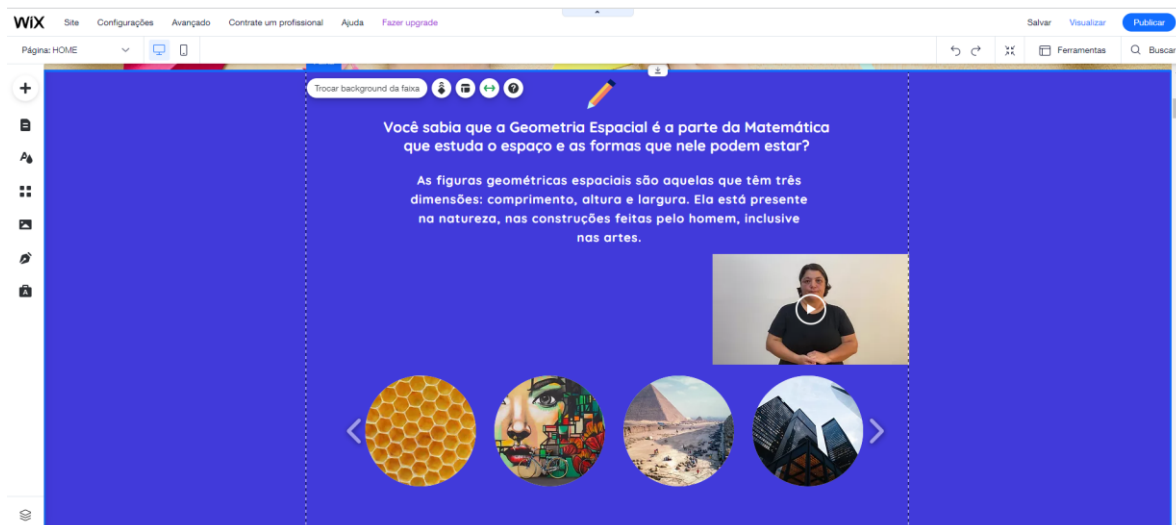 WiX Site Configurações Avançado Contrate um profissional Ajuda Fazer upgrade Salvar Visualizar Publicar
Página: HOME Ferramentas Buscar
Trocar background da faixa
Você sabia que a Geometria Espacial é a parte da Matemática
que estuda o espaço e as formas que nele podem estar?
As figuras geométricas espaciais são aquelas que têm três
dimensões: comprimento, altura e largura. Ela está presente
na natureza, nas construções feitas pelo homem, inclusive
nas artes.